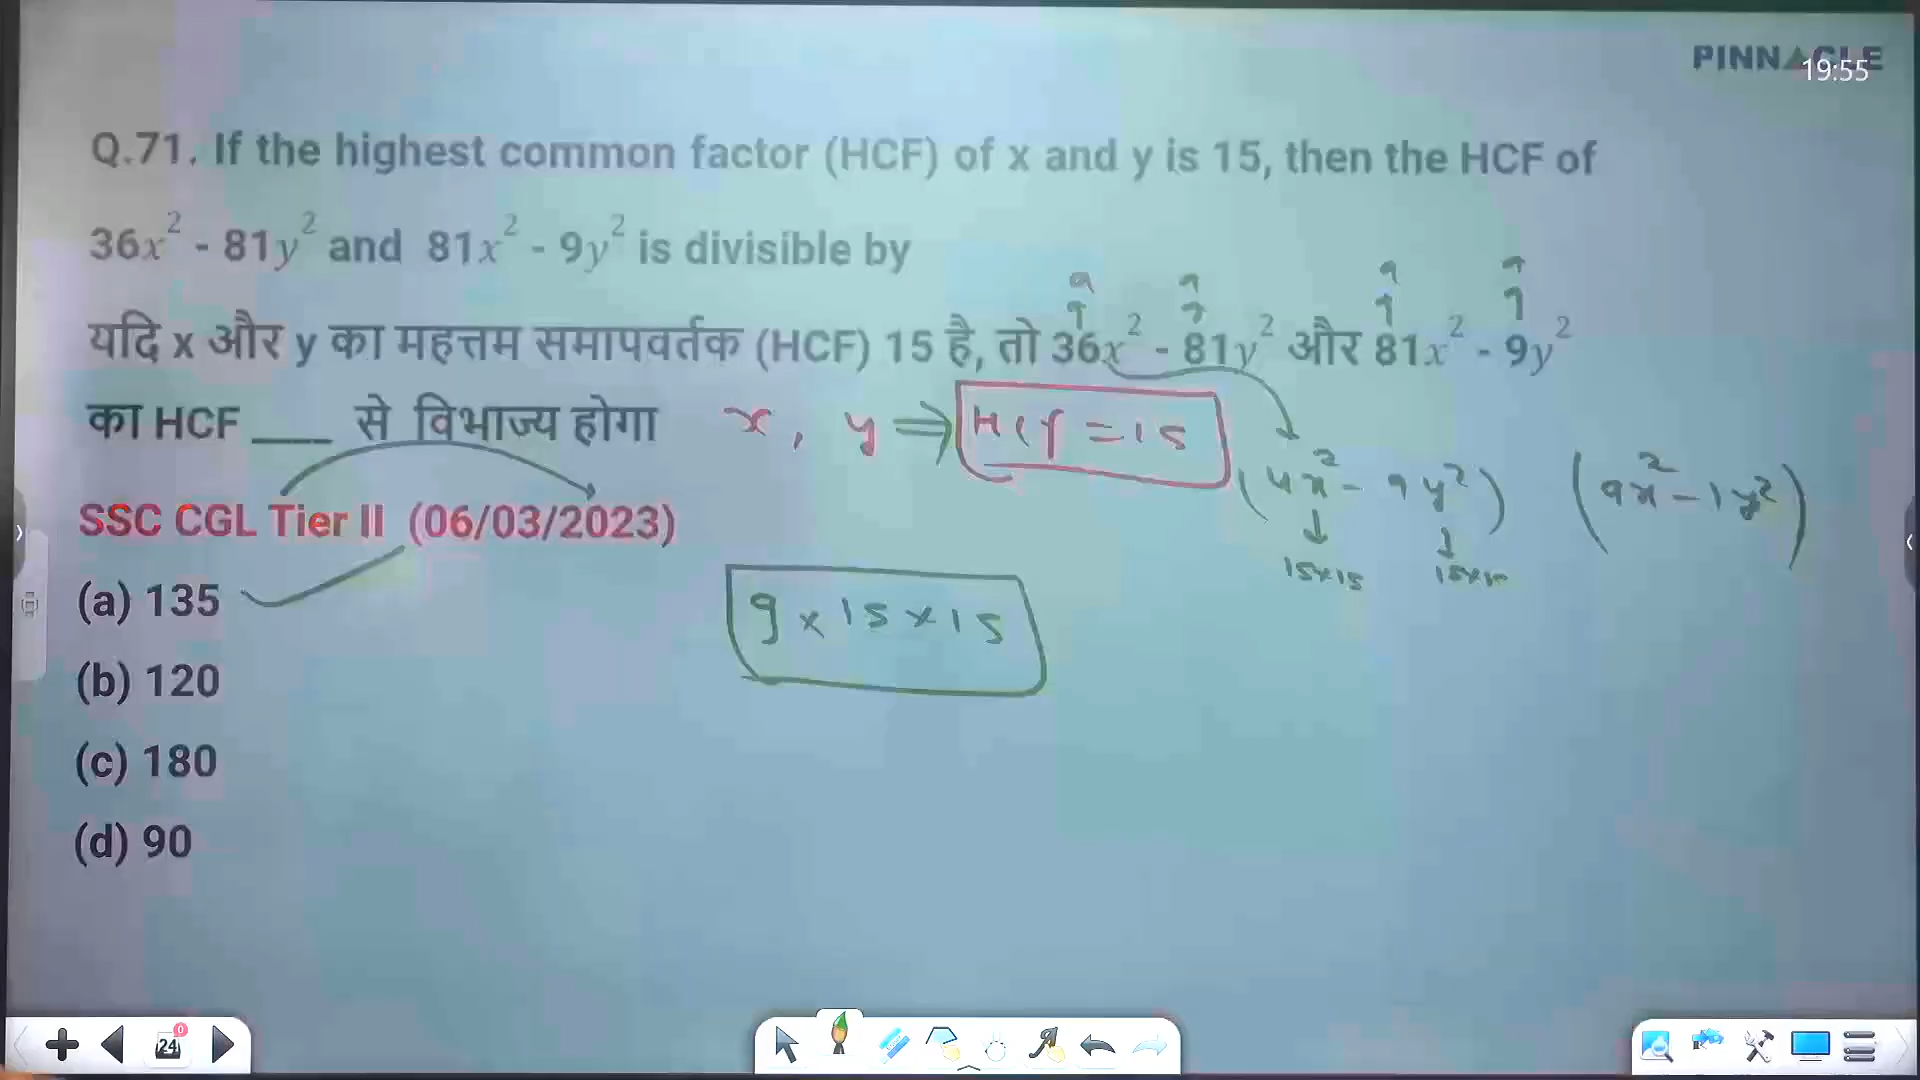 PINNACLE
19:55
Q.71. If the highest common factor (HCF) of x and y is 15, then the HCF of
36x² - 81y² and 81x² - 9y² is divisible by
यदि x और y का महत्तम समापवर्तक (HCF) 15 है, तो 36x² - 81y² और 81x² - 9y²
का HCF ____ से विभाज्य होगा
x, y ⇒ HCF = 15
(4x² - 9y²) (9x² - 1y²)
15×15
SSC CGL Tier II (06/03/2023)
(a) 135
9 × 15 × 15
(b) 120
(c) 180
(d) 90
24
0